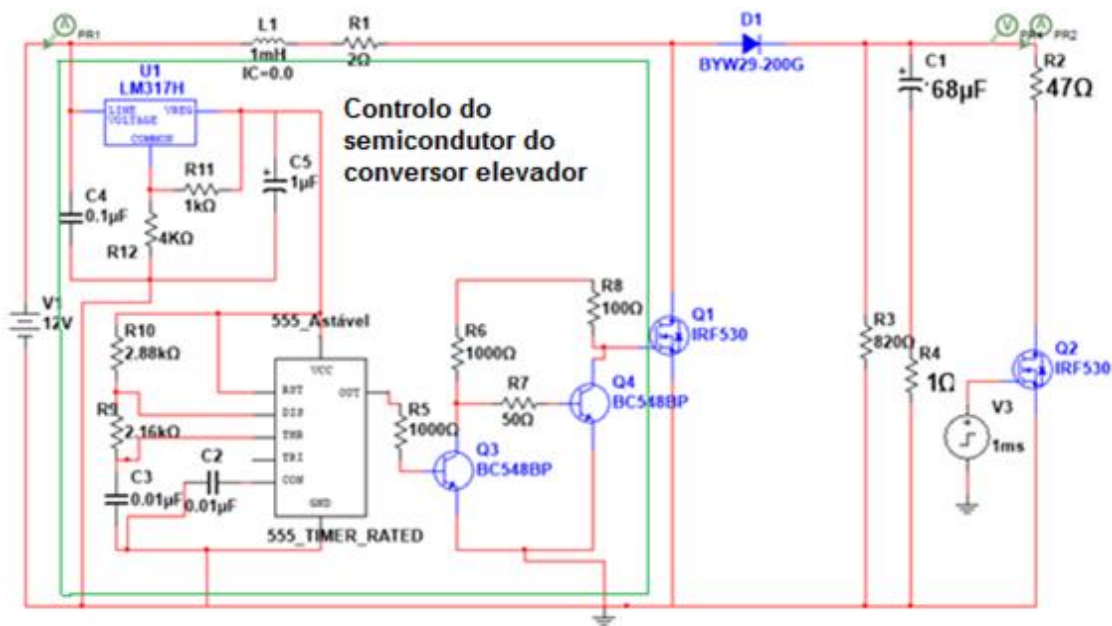 A
PR1
L1
1mH
IC=0.0
R1
2Ω
D1
BYW29-200G
V
A
PR4
PR2
R2
47Ω
C1
68µF
U1
LM317H
LINE VREG
VOLTAGE
COMMON
Controlo do
semicondutor do
conversor elevador
R11
1kΩ
C5
1µF
C4
0.1µF
R12
4KΩ
V1
12V
R10
2.88kΩ
R9
2.16kΩ
C3
0.01µF
C2
0.01µF
555_Astável
VCC
RST
OUT
DIS
THR
TRI
CON
GND
555_TIMER_RATED
R5
1000Ω
R6
1000Ω
R7
50Ω
R8
100Ω
Q3
BC548BP
Q4
BC548BP
Q1
IRF530
R3
820Ω
R4
1Ω
Q2
IRF530
V3
1ms